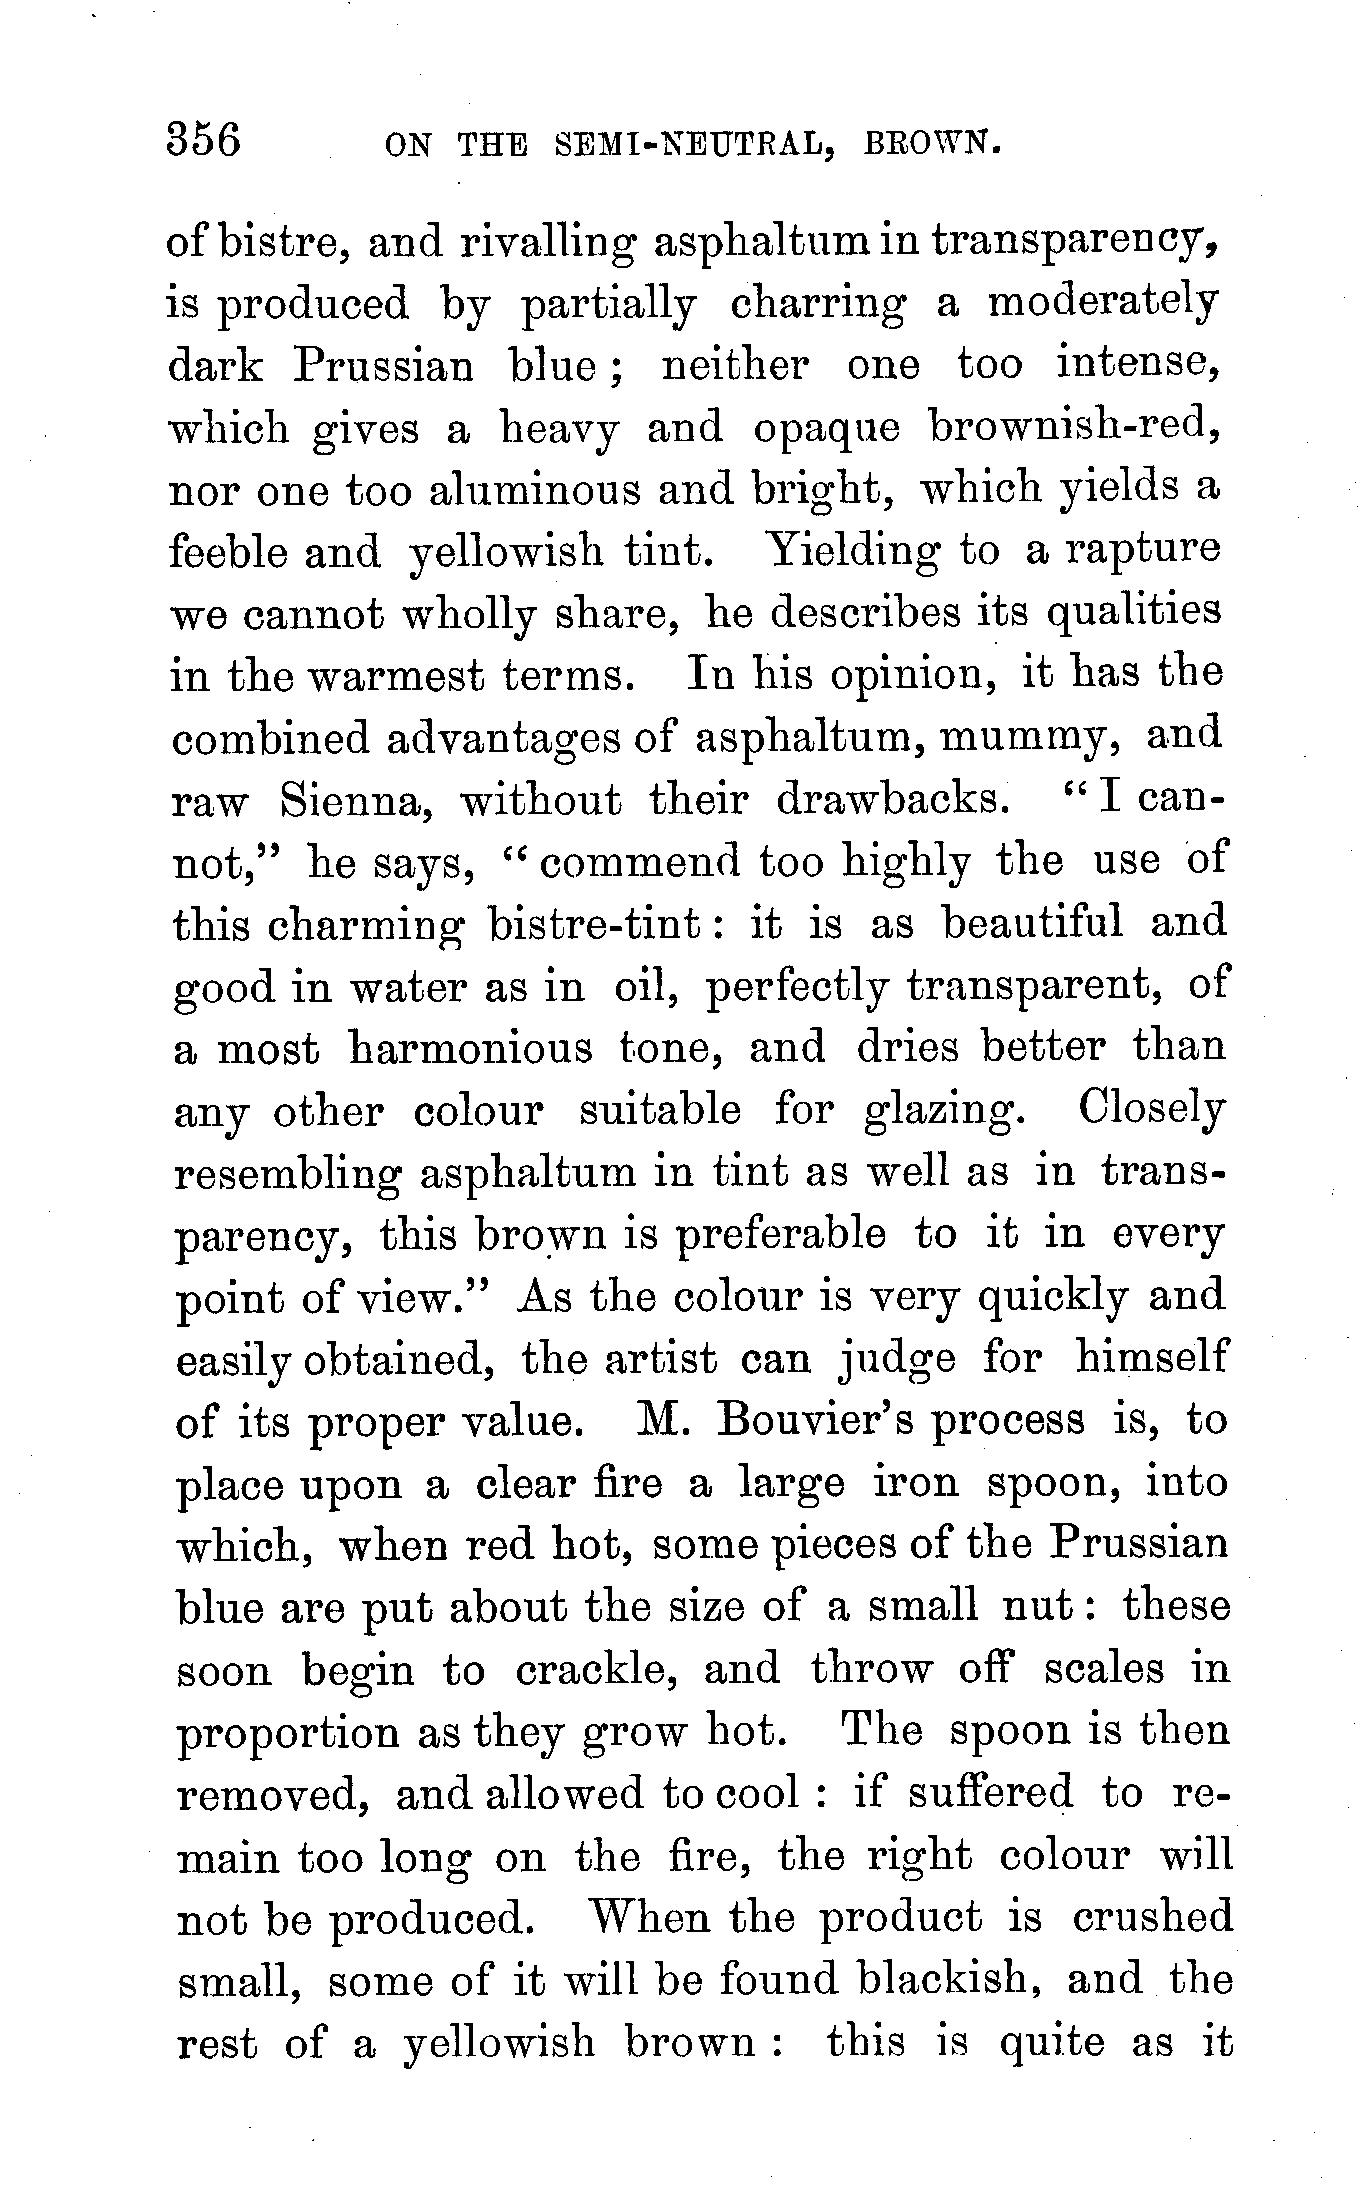 356 ON THE SEMI-NEUTRAL, BROWN.
of bistre, and rivalling asphaltum in transparency,
is produced by partially charring a moderately
dark Prussian blue ; neither one too intense,
which gives a heavy and opaque brownish-red,
nor one too aluminous and bright, which yields a
feeble and yellowish tint. Yielding to a rapture
we cannot wholly share, he describes its qualities
in the warmest terms. In his opinion, it has the
combined advantages of asphaltum, mummy, and
raw Sienna, without their drawbacks. “ I can-
not,” he says, “ commend too highly the use of
this charming bistre-tint : it is as beautiful and
good in water as in oil, perfectly transparent, of
a most harmonious tone, and dries better than
any other colour suitable for glazing. Closely
resembling asphaltum in tint as well as in trans-
parency, this brown is preferable to it in every
point of view.” As the colour is very quickly and
easily obtained, the artist can judge for himself
of its proper value. M. Bouvier’s process is, to
place upon a clear fire a large iron spoon, into
which, when red hot, some pieces of the Prussian
blue are put about the size of a small nut : these
soon begin to crackle, and throw off scales in
proportion as they grow hot. The spoon is then
removed, and allowed to cool : if suffered to re-
main too long on the fire, the right colour will
not be produced. When the product is crushed
small, some of it will be found blackish, and the
rest of a yellowish brown : this is quite as it